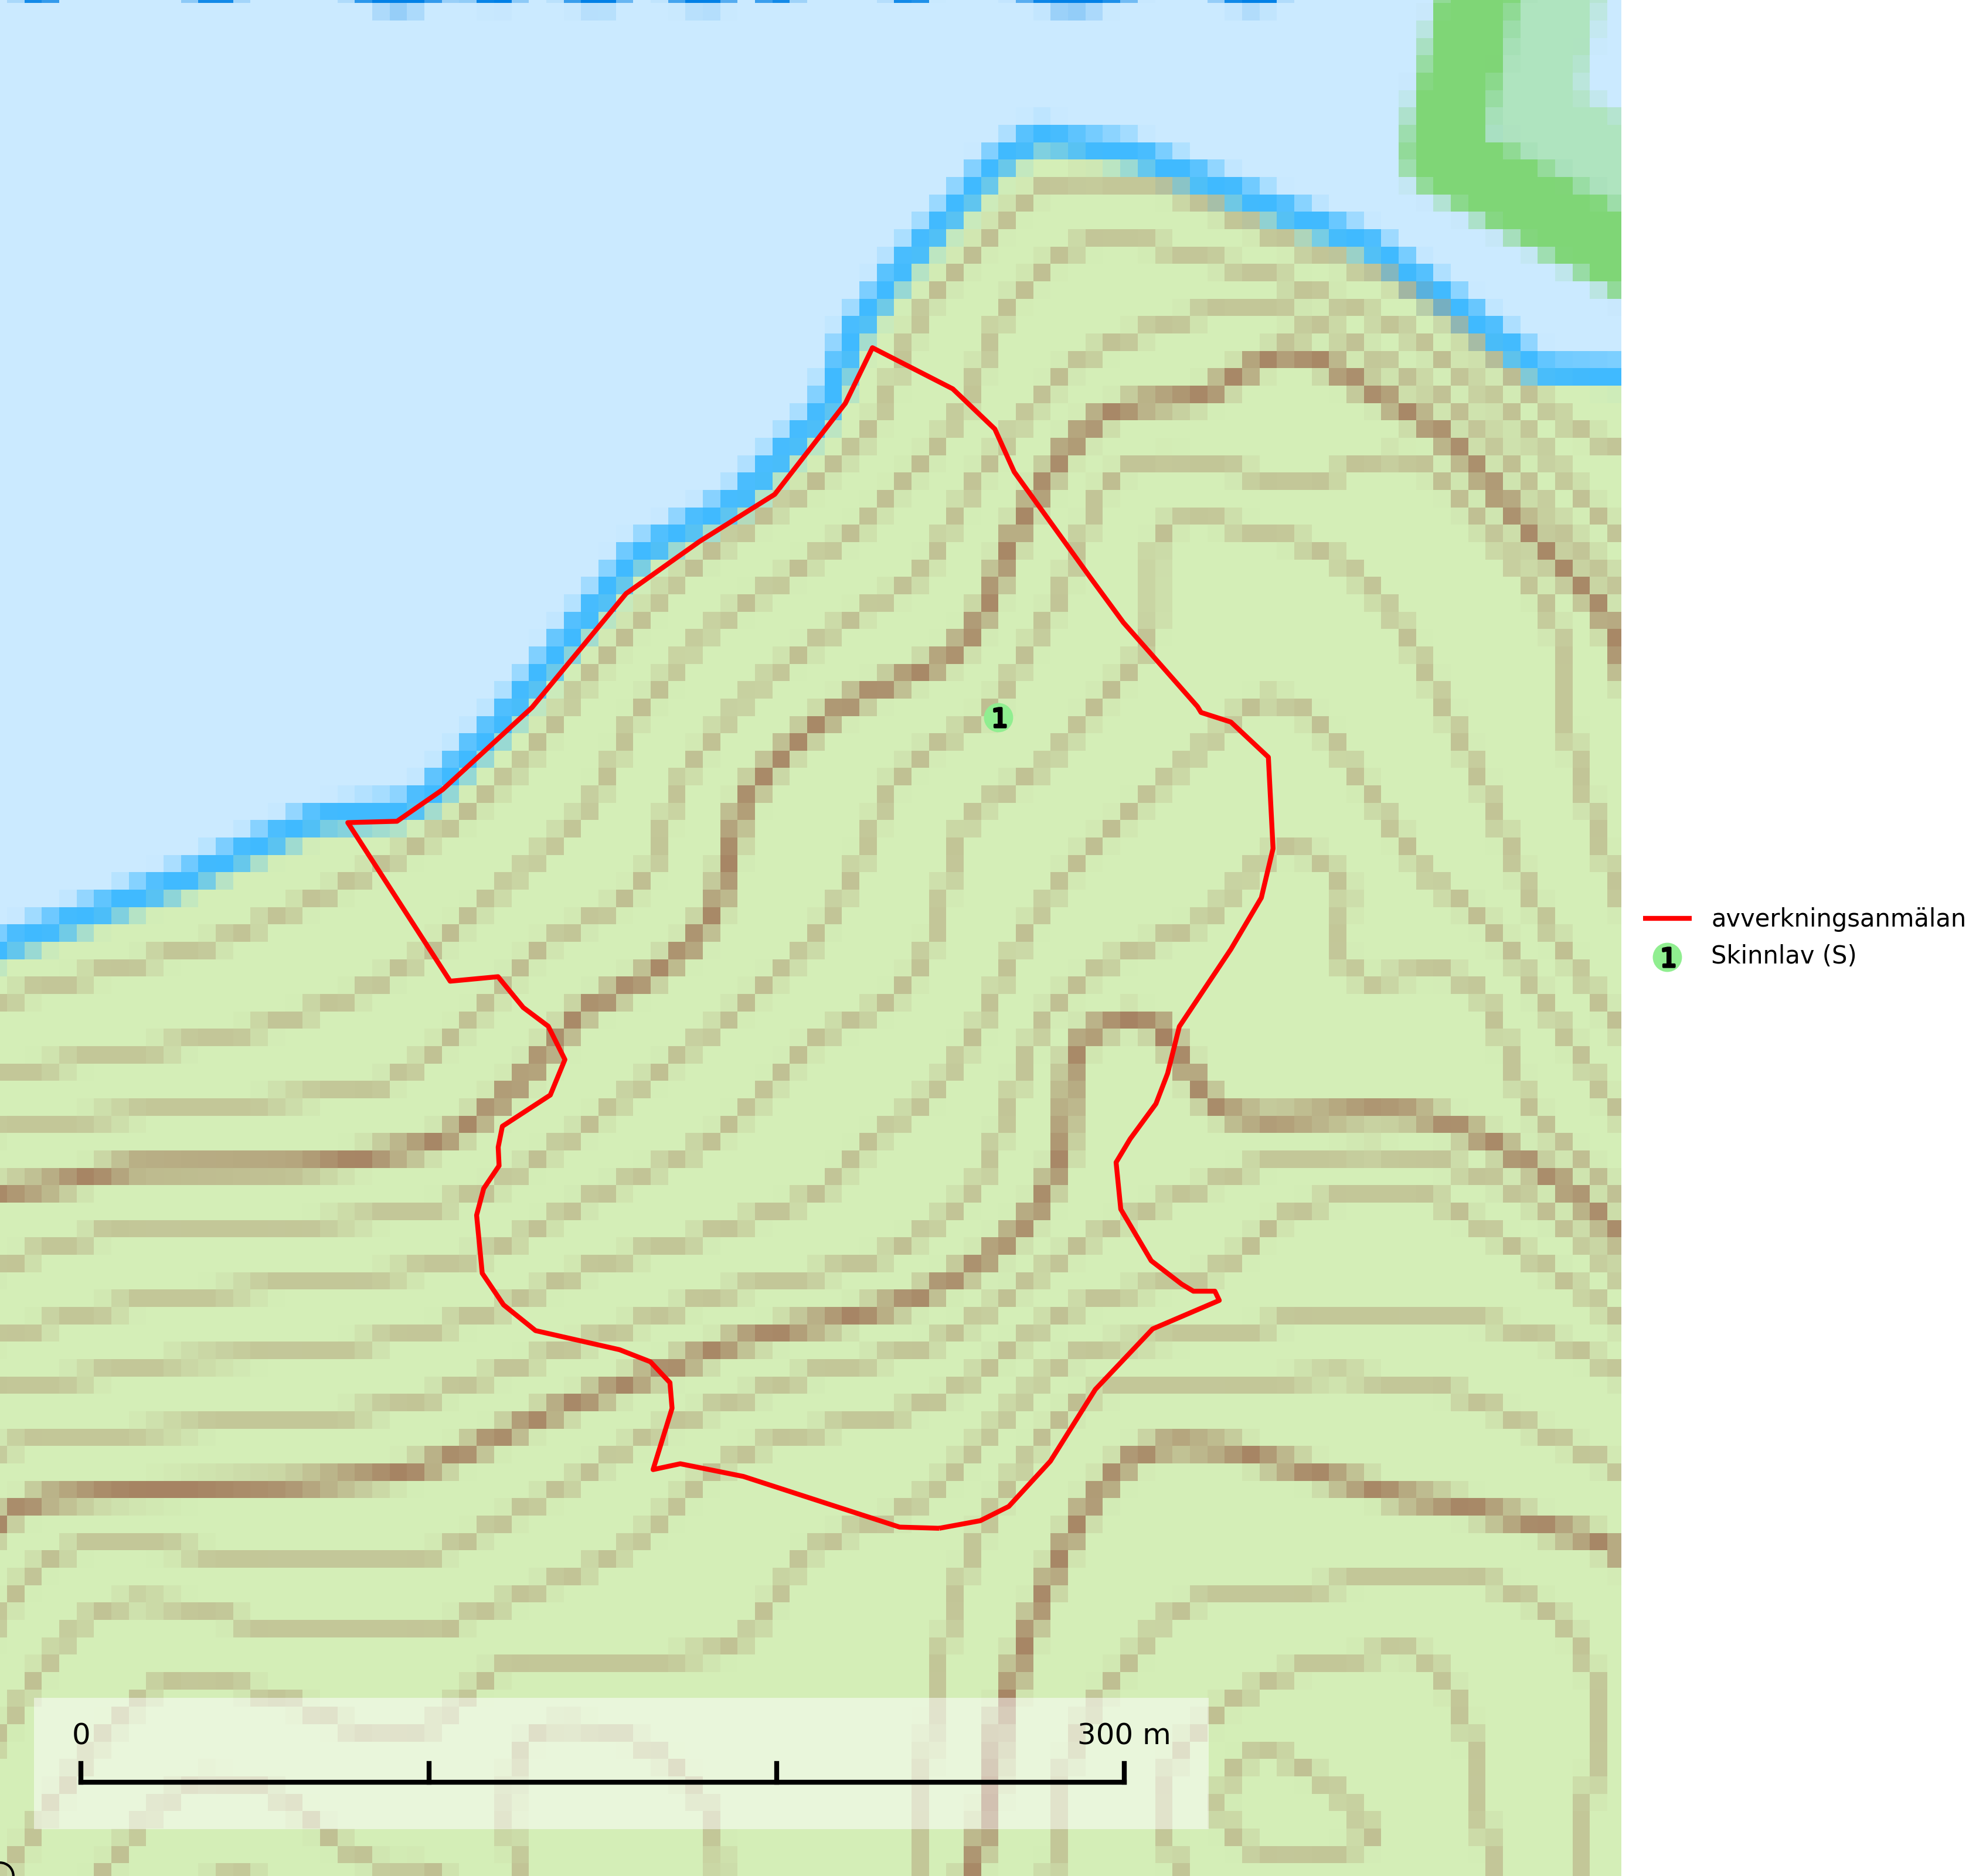 1
avverkningsanmälan
1 Skinnlav (S)
0 300 m